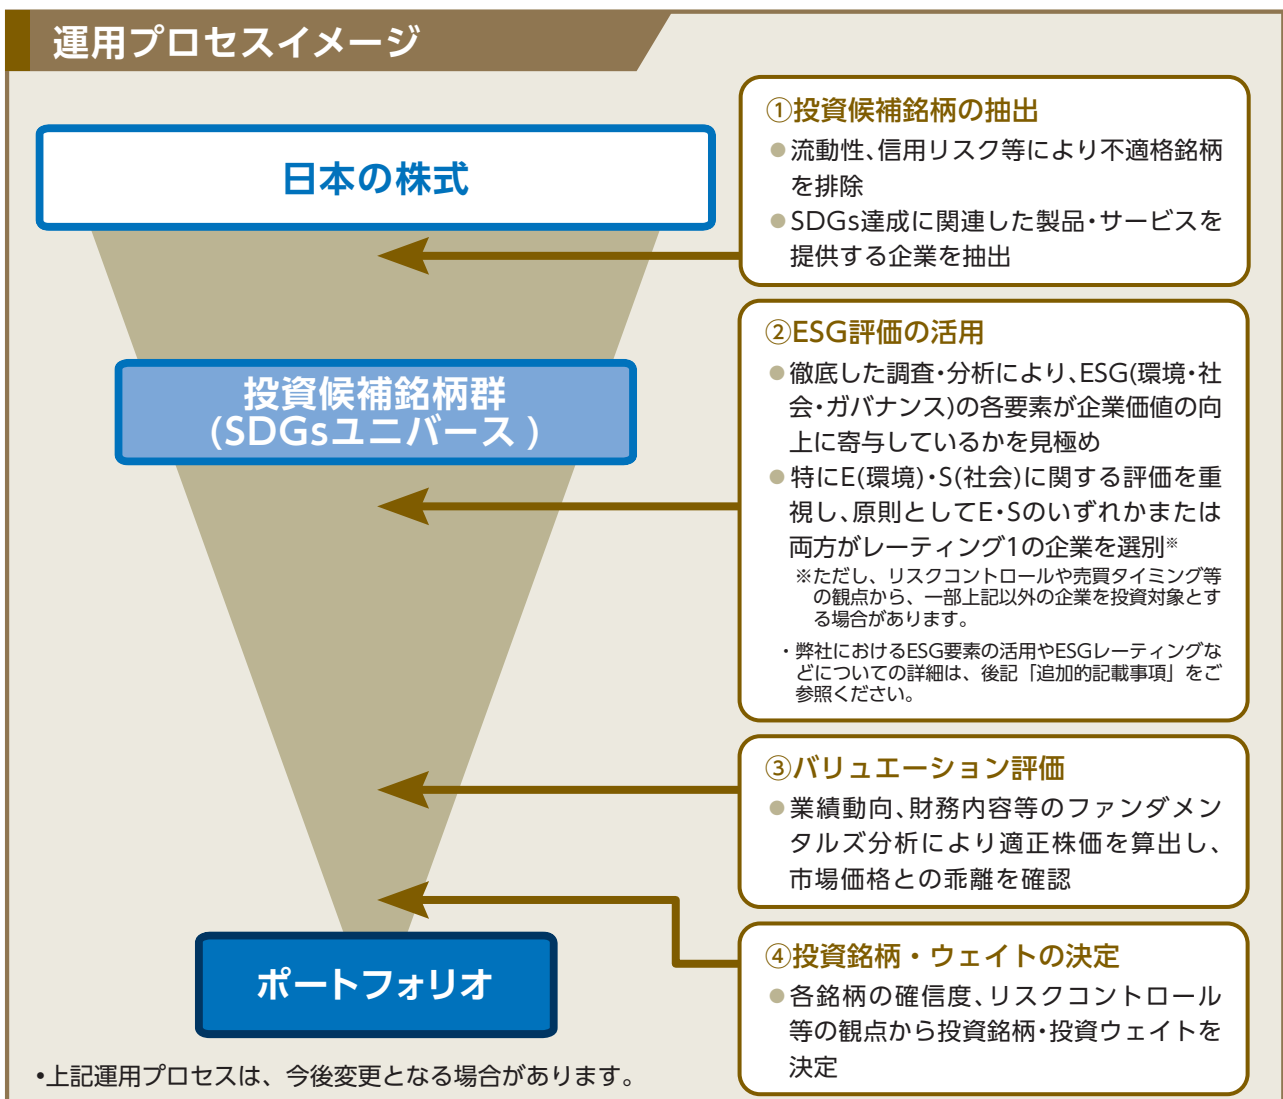 運用プロセスイメージ
日本の株式
投資候補銘柄群
(SDGsユニバース )
ポートフォリオ
•上記運用プロセスは、今後変更となる場合があります。
①投資候補銘柄の抽出
●流動性、信用リスク等により不適格銘柄
を排除
●SDGs達成に関連した製品・サービスを
提供する企業を抽出
②ESG評価の活用
●徹底した調査・分析により、ESG(環境・社
会・ガバナンス)の各要素が企業価値の向
上に寄与しているかを見極め
●特にE(環境)・S(社会)に関する評価を重
視し、原則としてE・Sのいずれかまたは
両方がレーティング1の企業を選別※
※ただし、リスクコントロールや売買タイミング等
の観点から、一部上記以外の企業を投資対象とす
る場合があります。
・弊社におけるESG要素の活用やESGレーティングな
どについての詳細は、後記「追加的記載事項」をご
参照ください。
③バリュエーション評価
●業績動向、財務内容等のファンダメン
タルズ分析により適正株価を算出し、
市場価格との乖離を確認
④投資銘柄・ウェイトの決定
●各銘柄の確信度、リスクコントロール
等の観点から投資銘柄・投資ウェイトを
決定